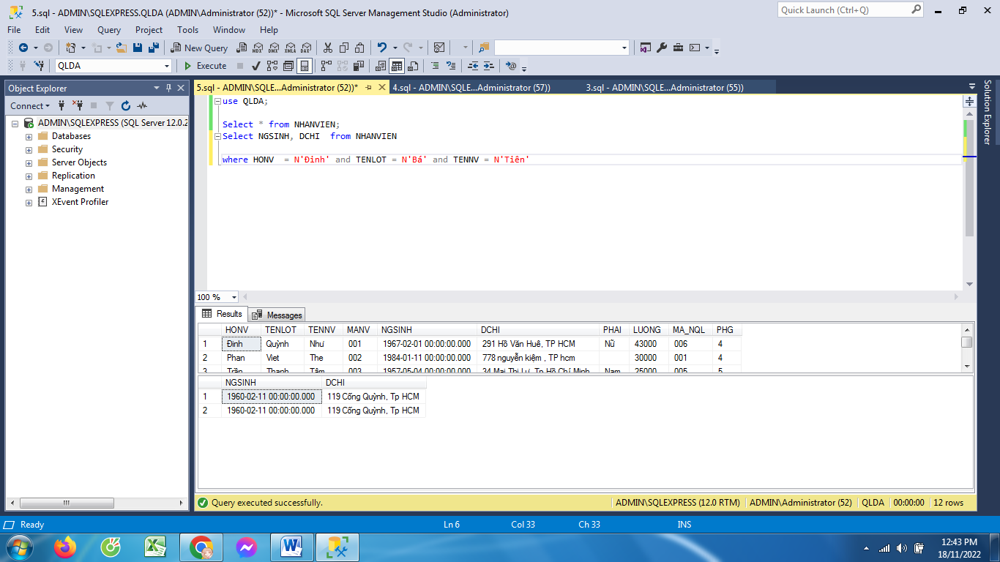 5.sql - ADMIN\SQLEXPRESS.QLDA (ADMIN\Administrator (52))* - Microsoft SQL Server Management Studio (Administrator)
Quick Launch (Ctrl+Q)
File Edit View Query Project Tools Window Help
New Query MDX DMX XMLA DAX
QLDA Execute
Object Explorer
Connect
ADMIN\SQLEXPRESS (SQL Server 12.0.2
Databases
Security
Server Objects
Replication
Management
XEvent Profiler
5.sql - ADMIN\SQLE...Administrator (52))* 4.sql - ADMIN\SQLE...Administrator (57)) 3.sql - ADMIN\SQLE...Administrator (55))
use QLDA;
Select * from NHANVIEN;
Select NGSINH, DCHI from NHANVIEN
where HONV = N'Đinh' and TENLOT = N'Bá' and TENNV = N'Tiên'
Solution Explorer
100 %
Results Messages
HONV TENLOT TENNV MANV NGSINH DCHI PHAI LUONG MA_NQL PHG
1 Đinh Quỳnh Như 001 1967-02-01 00:00:00.000 291 Hồ Văn Huê, TP HCM Nữ 43000 006 4
2 Phan Viet The 002 1984-01-11 00:00:00.000 778 nguyễn kiệm , TP hcm 30000 001 4
3 Trần Thanh Tâm 003 1957-05-04 00:00:00.000 34 Mai Thị Lự, Tp Hồ Chí Minh Nam 25000 005 5
NGSINH DCHI
1 1960-02-11 00:00:00.000 119 Cống Quỳnh, Tp HCM
2 1960-02-11 00:00:00.000 119 Cống Quỳnh, Tp HCM
Query executed successfully. ADMIN\SQLEXPRESS (12.0 RTM) ADMIN\Administrator (52) QLDA 00:00:00 12 rows
Ready Ln 6 Col 33 Ch 33 INS
12:43 PM
18/11/2022